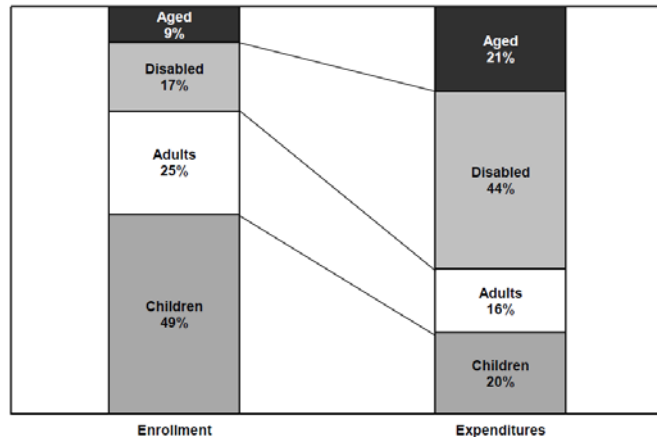 Aged
9%
Disabled
17%
Adults
25%
Children
49%
Enrollment
Aged
21%
Disabled
44%
Adults
16%
Children
20%
Expenditures